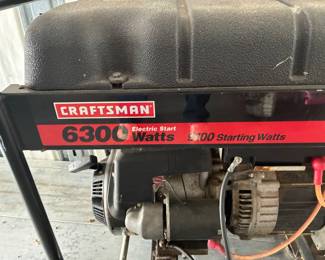 CRAFTSMAN
6300 Electric Start
Watts
Starting Watts